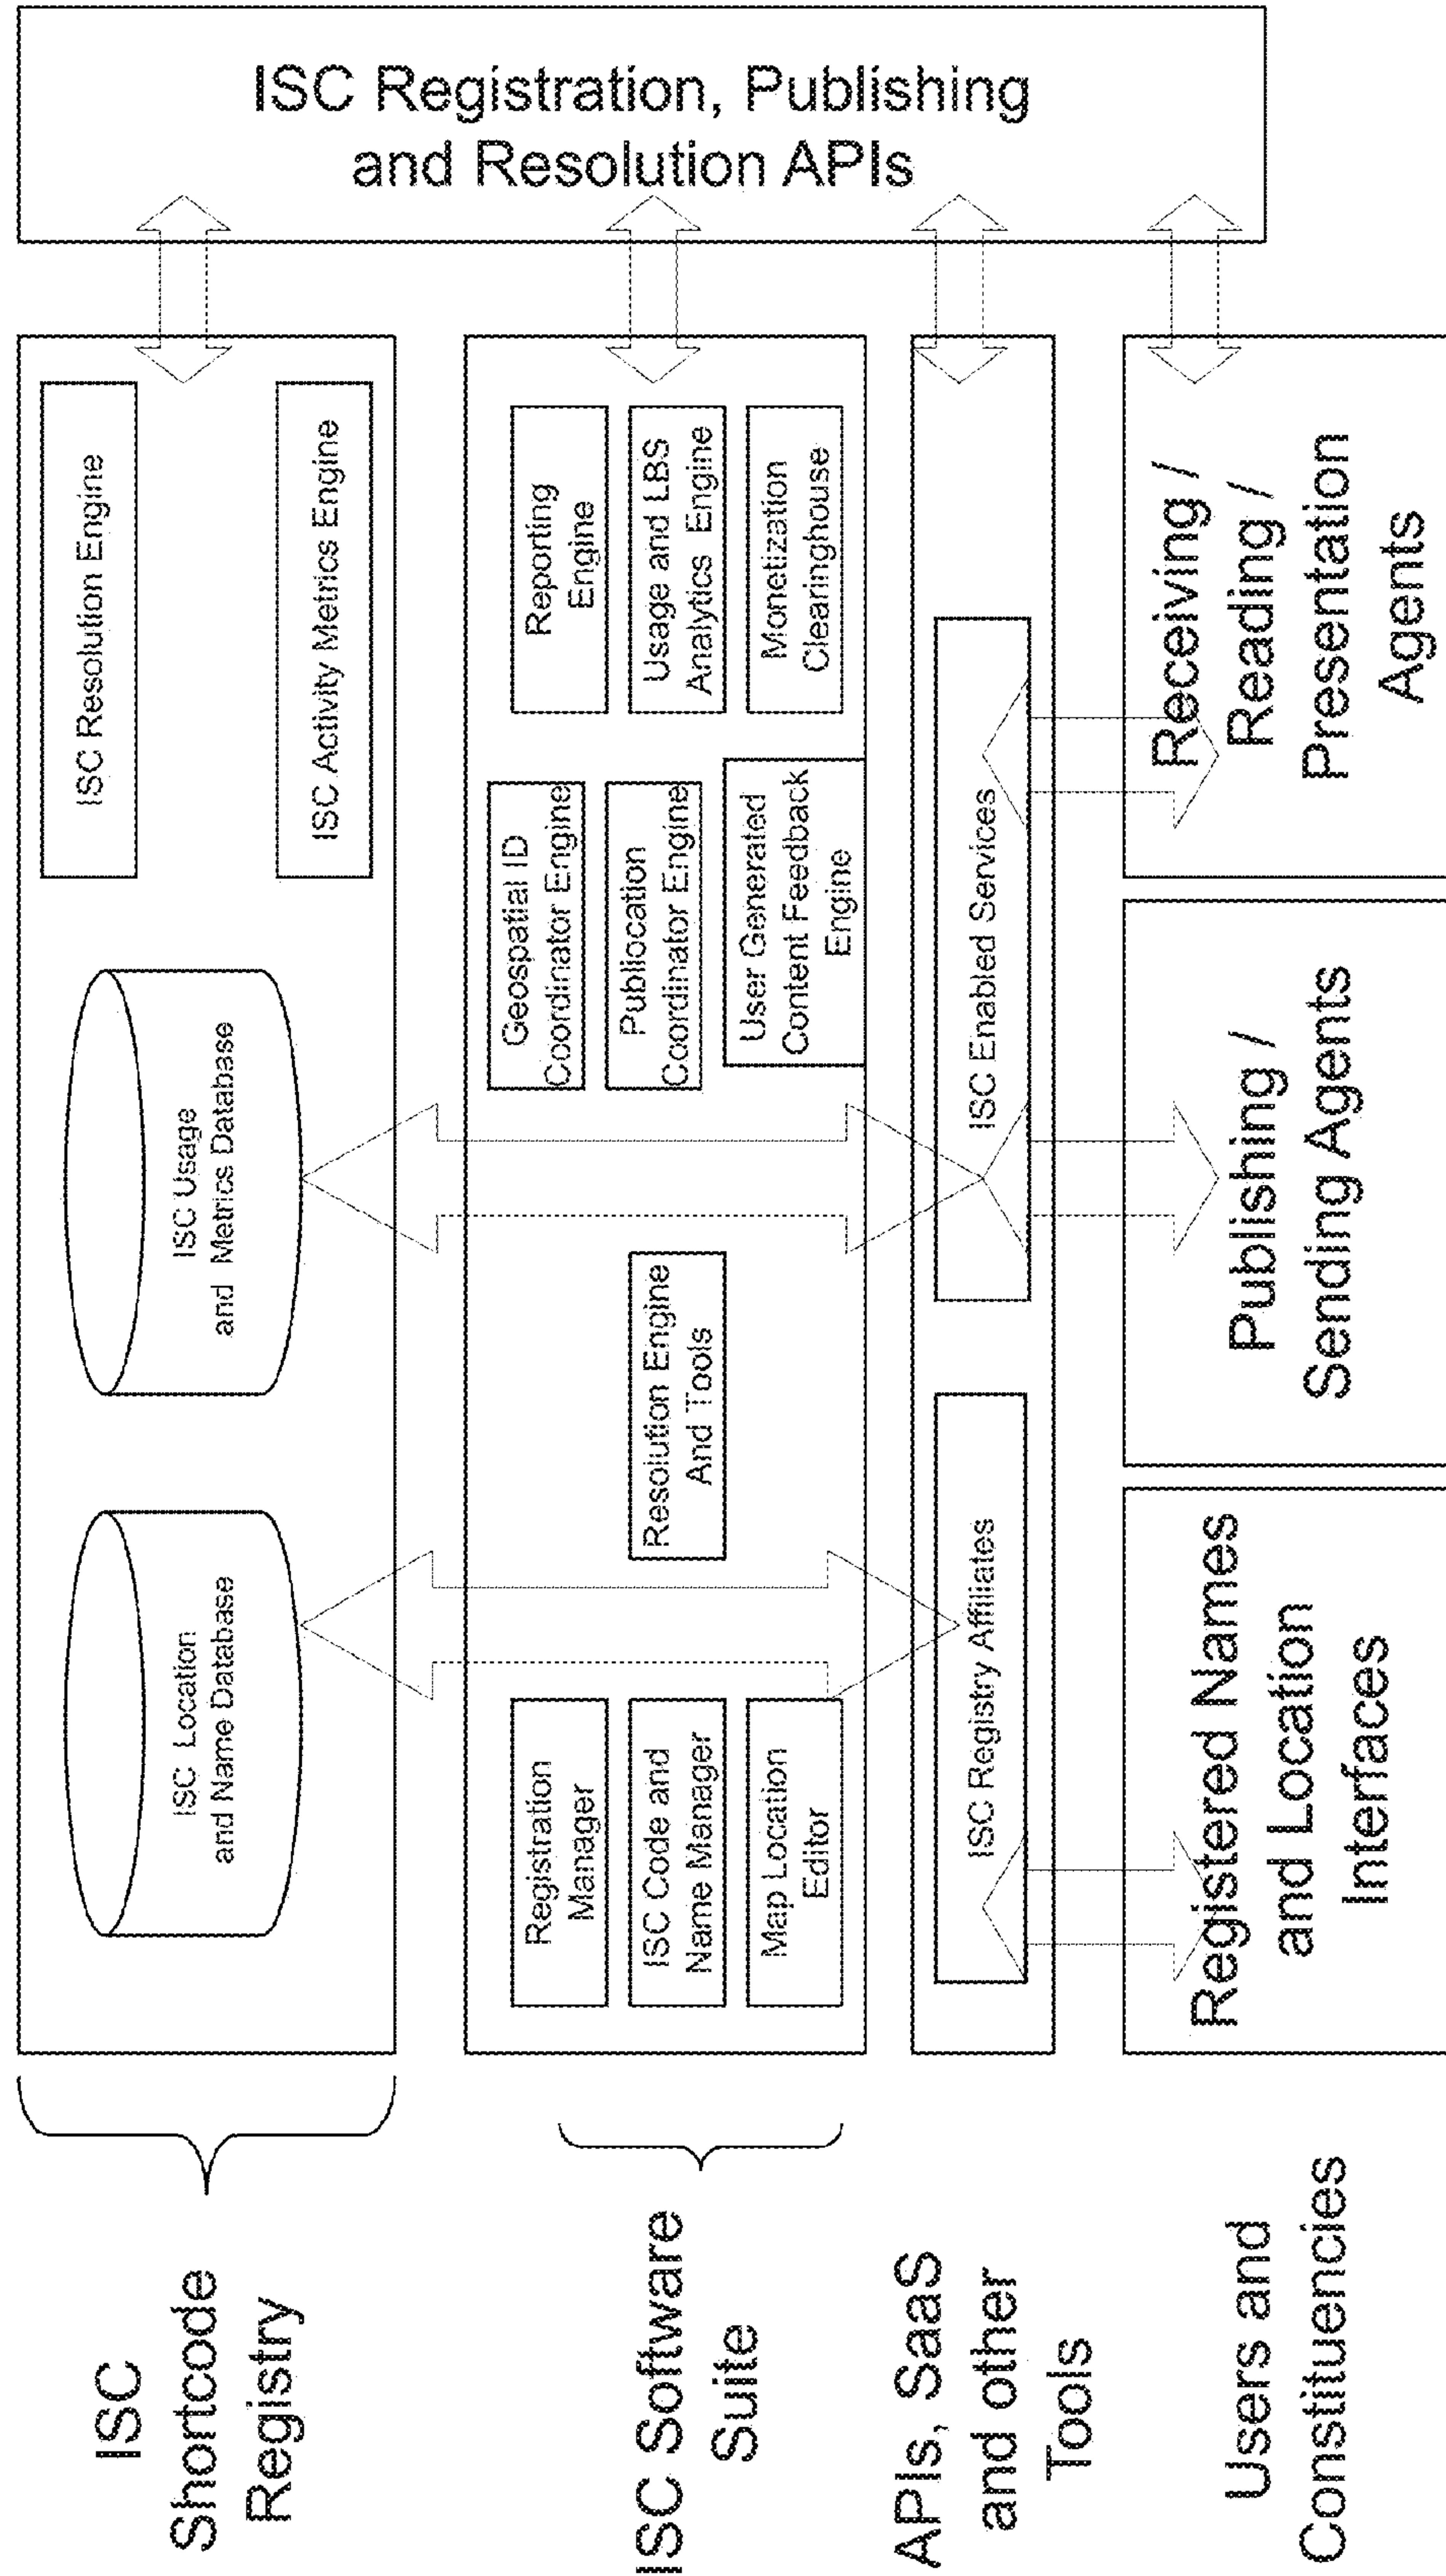 ISC
Shortcode
Registry
ISC Location
and Name Database
ISC Usage
and Metrics Database
ISC Resolution Engine
ISC Activity Metrics Engine
ISC Software
Suite
Registration
Manager
ISC Code and
Name Manager
Map Location
Editor
Resolution Engine
And Tools
Geospatial ID
Coordinator Engine
Publocation
Coordinator Engine
User Generated
Content Feedback
Engine
Reporting
Engine
Usage and LBS
Analytics Engine
Monetization
Clearinghouse
APIs, SaaS
and other
Tools
ISC Registry Affiliates
ISC Enabled Services
Users and
Constituencies
Registered Names
and Location
Interfaces
Publishing /
Sending Agents
Receiving /
Reading /
Presentation
Agents
ISC Registration, Publishing
and Resolution APIs